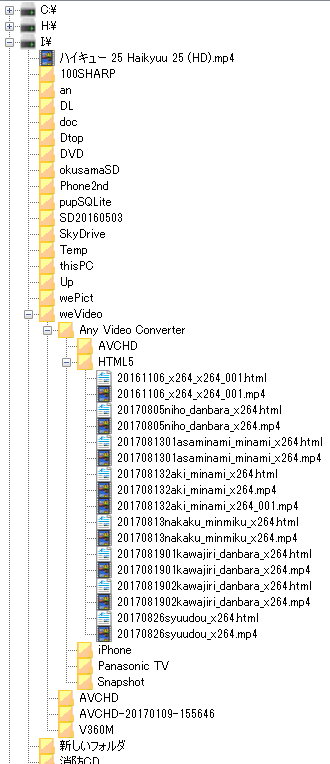 C:¥
H:¥
I:¥
ハイキュー 25 Haikyuu 25 (HD).mp4
100SHARP
an
DL
doc
Dtop
DVD
okusamaSD
Phone2nd
pupSQLite
SD20160503
SkyDrive
Temp
thisPC
Up
wePict
weVideo
Any Video Converter
AVCHD
HTML5
20161106_x264_x264_001.html
20161106_x264_x264_001.mp4
20170805niho_danbara_x264.html
20170805niho_danbara_x264.mp4
2017081301asaminami_minami_x264.html
2017081301asaminami_minami_x264.mp4
201708132aki_minami_x264.html
201708132aki_minami_x264.mp4
201708132aki_minami_x264_001.mp4
20170813nakaku_minmiku_x264.html
20170813nakaku_minmiku_x264.mp4
2017081901kawajiri_danbara_x264.html
2017081901kawajiri_danbara_x264.mp4
2017081902kawajiri_danbara_x264.html
2017081902kawajiri_danbara_x264.mp4
20170826syuudou_x264.html
20170826syuudou_x264.mp4
iPhone
Panasonic TV
Snapshot
AVCHD
AVCHD-20170109-155646
V360M
新しいフォルダ
消防CD